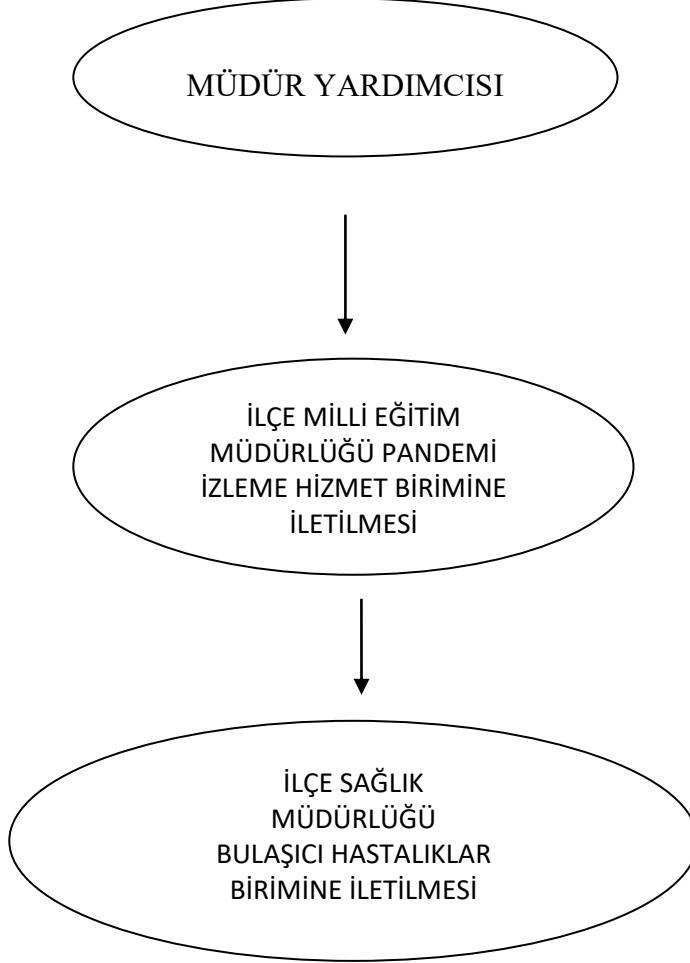 MÜDÜR YARDIMCISI
İLÇE MİLLİ EĞİTİM
MÜDÜRLÜĞÜ PANDEMİ
İZLEME HİZMET BİRİMİNE
İLETİLMESİ
İLÇE SAĞLIK
MÜDÜRLÜĞÜ
BULAŞICI HASTALIKLAR
BİRİMİNE İLETİLMESİ